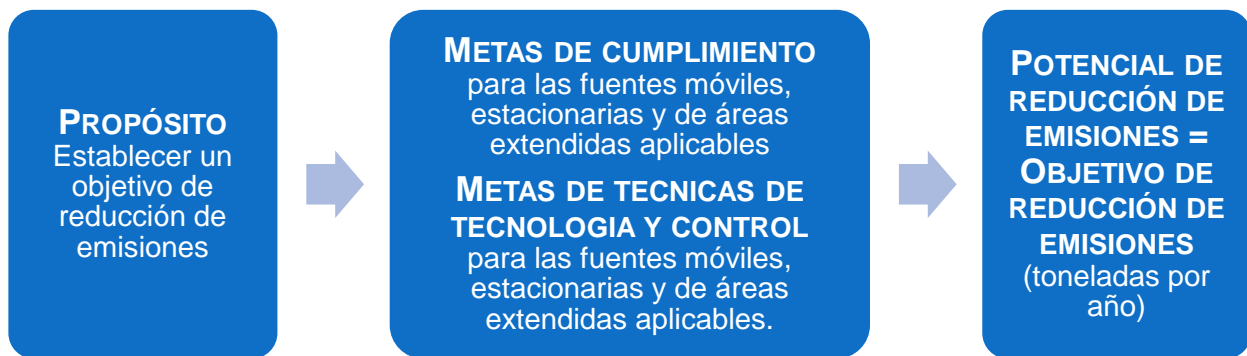 PROPÓSITO
Establecer un
objetivo de
reducción de
emisiones
METAS DE CUMPLIMIENTO
para las fuentes móviles,
estacionarias y de áreas
extendidas aplicables
METAS DE TECNICAS DE
TECNOLOGIA Y CONTROL
para las fuentes móviles,
estacionarias y de áreas
extendidas aplicables.
POTENCIAL DE
REDUCCIÓN DE
EMISIONES =
OBJETIVO DE
REDUCCIÓN DE
EMISIONES
(toneladas por
año)